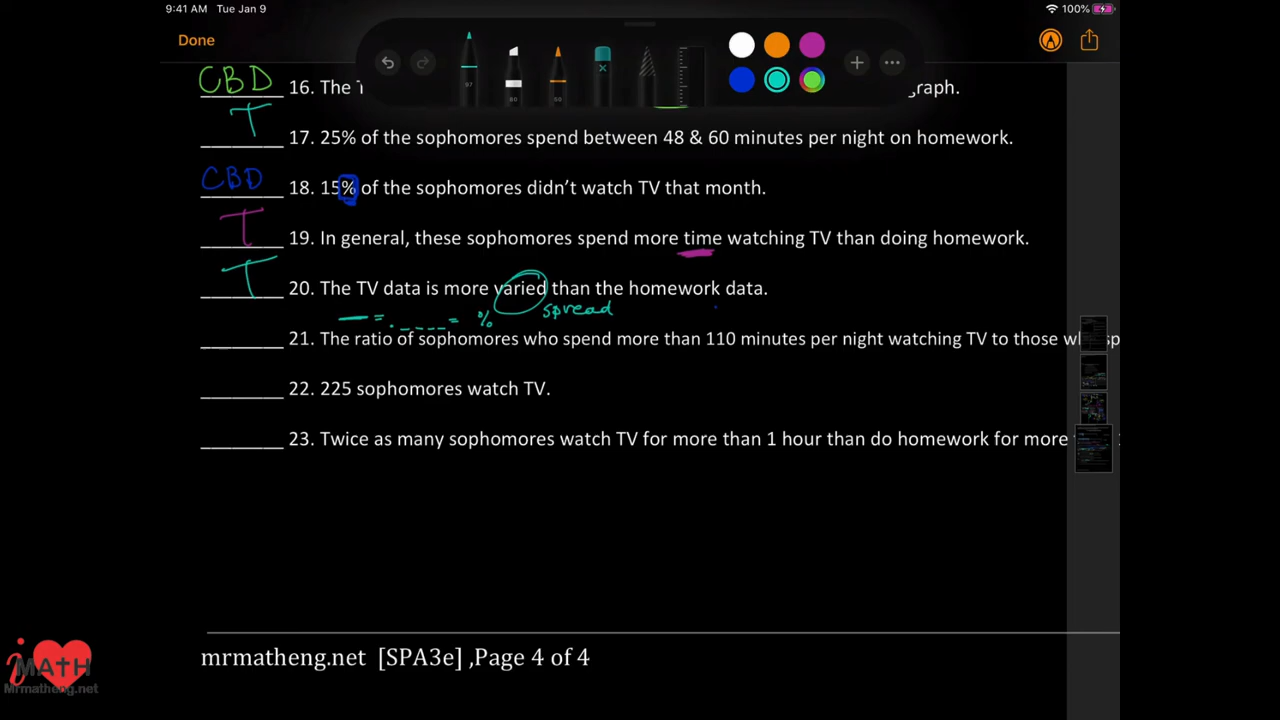 9:41 AM Tue Jan 9 100%
Done
97 80 50
CBD 16. The graph.
T 17. 25% of the sophomores spend between 48 & 60 minutes per night on homework.
CBD 18. 15% of the sophomores didn’t watch TV that month.
T 19. In general, these sophomores spend more time watching TV than doing homework.
T 20. The TV data is more varied than the homework data.
— = . _ _ _ = % spread
21. The ratio of sophomores who spend more than 110 minutes per night watching TV to those
22. 225 sophomores watch TV.
23. Twice as many sophomores watch TV for more than 1 hour than do homework for more
mrmatheng.net [SPA3e] ,Page 4 of 4
i MATH
Mrmatheng.net